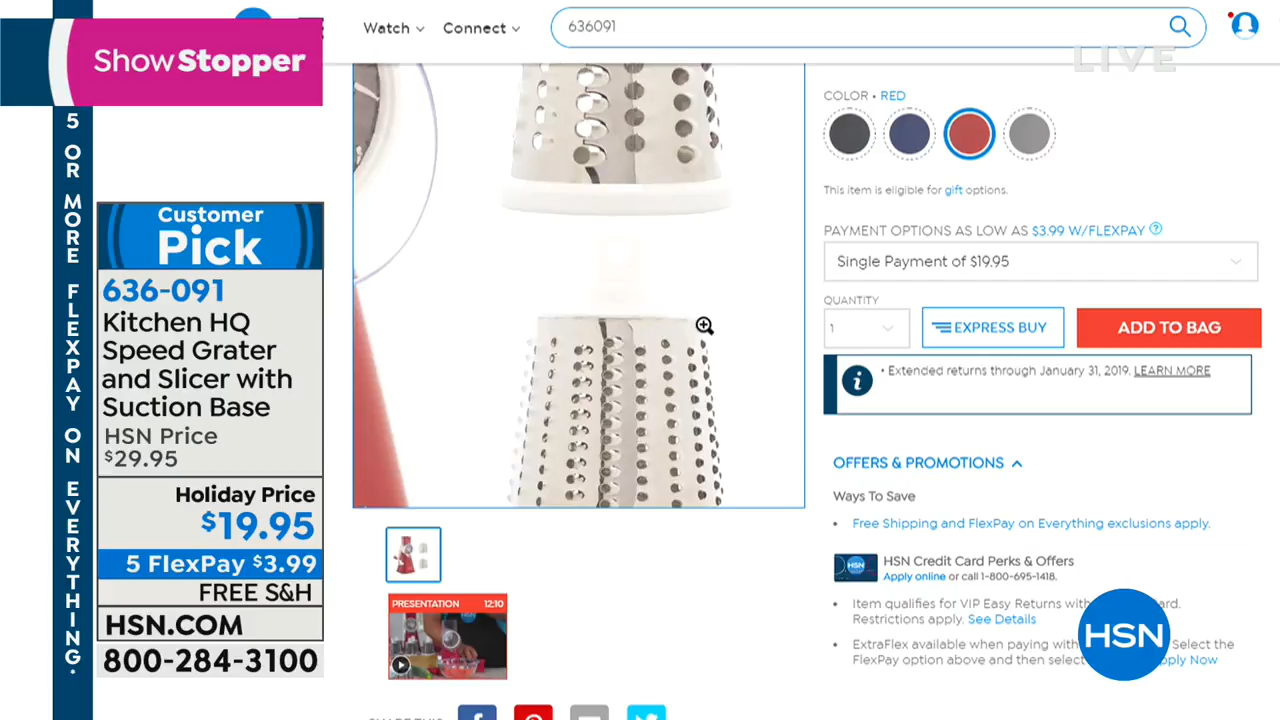 ShowStopper
Watch
Connect
636091
LIVE
5 OR MORE FLEXPAY ON EVERYTHING.
Customer
Pick
636-091
Kitchen HQ
Speed Grater
and Slicer with
Suction Base
HSN Price
$29.95
Holiday Price
$19.95
5 FlexPay $3.99
FREE S&H
HSN.COM
800-284-3100
PRESENTATION 12:10
COLOR • RED
This item is eligible for gift options.
PAYMENT OPTIONS AS LOW AS $3.99 W/FLEXPAY ?
Single Payment of $19.95
QUANTITY
1
EXPRESS BUY
ADD TO BAG
• Extended returns through January 31, 2019. LEARN MORE
OFFERS & PROMOTIONS
Ways To Save
• Free Shipping and FlexPay on Everything exclusions apply.
HSN
HSN Credit Card Perks & Offers
Apply online or call 1-800-695-1418.
• Item qualifies for VIP Easy Returns with
Restrictions apply. See Details
• ExtraFlex available when paying with Select the
FlexPay option above and then select Now
HSN